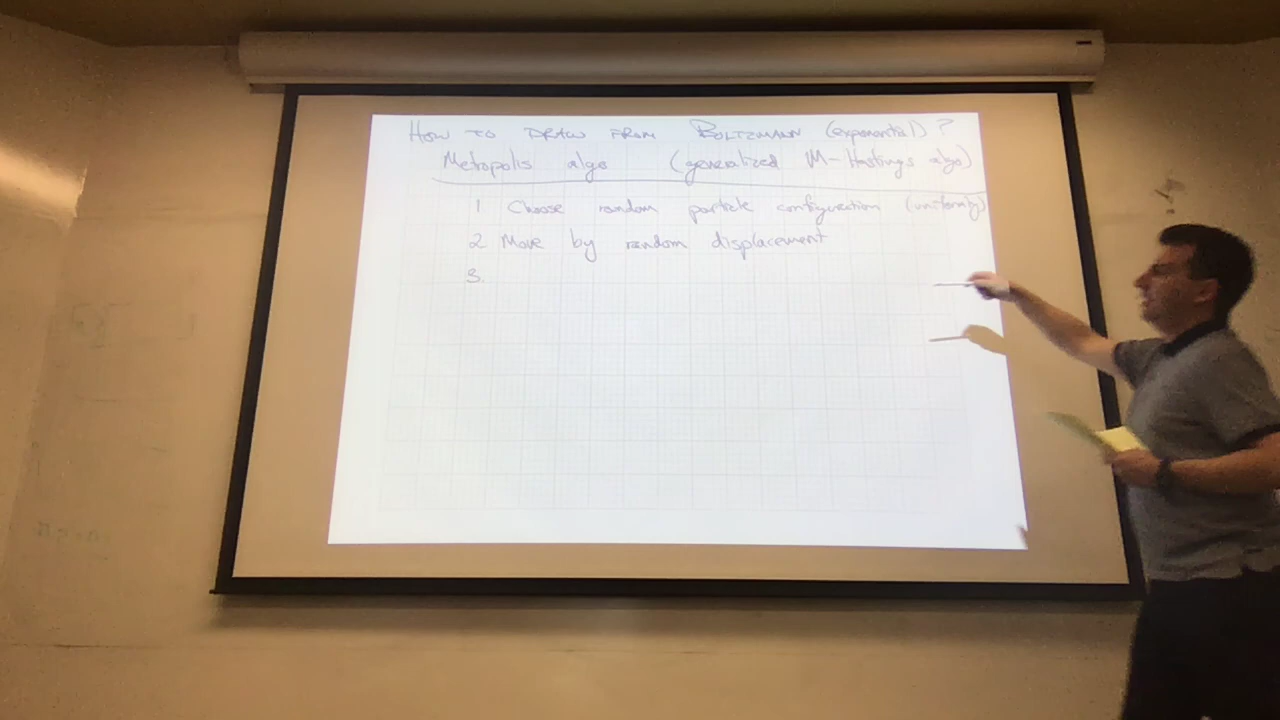 HOW TO DRAW FROM BOLTZMANN (exponential)?
Metropolis algo (generalized M-Hastings algo)
1 Choose random particle configuration (uniformly)
2 Move by random displacement
3.